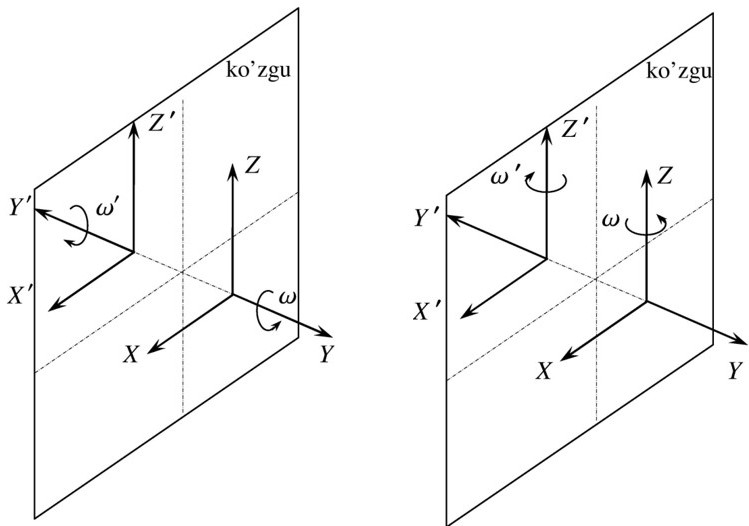 ko’zgu
Z′
Z
Y′
ω′
X′
ω
X
Y
ko’zgu
Z′
ω′
Z
Y′
ω
X′
X
Y